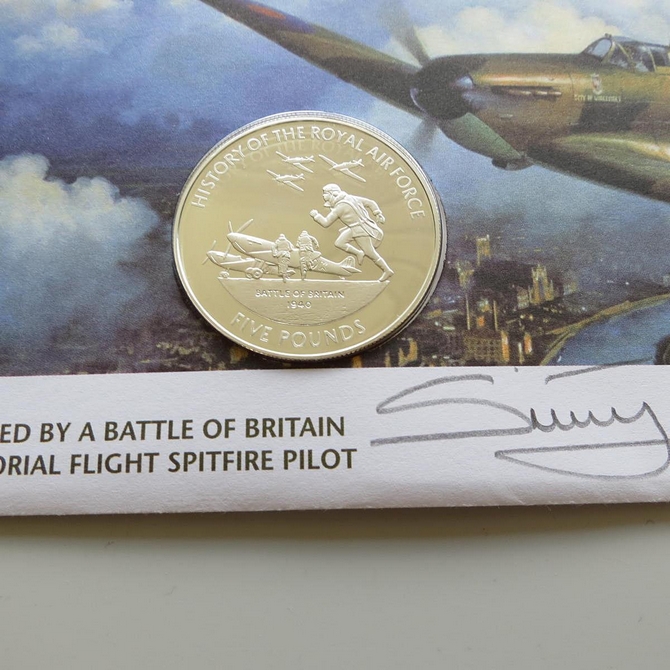 HISTORY OF THE ROYAL AIR FORCE
BATTLE OF BRITAIN
1940
FIVE POUNDS
ED BY A BATTLE OF BRITAIN
ORIAL FLIGHT SPITFIRE PILOT